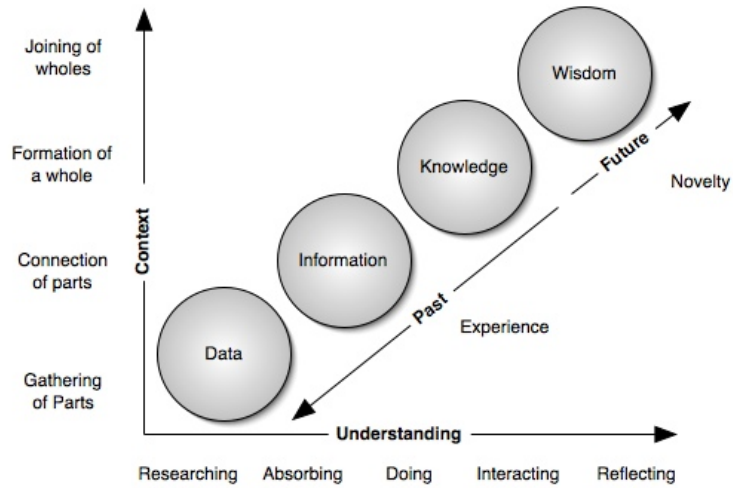 Joining of
wholes
Wisdom
Formation of
a whole
Knowledge
Future
Novelty
Context
Connection
of parts
Information
Past
Experience
Data
Gathering
of Parts
Understanding
Researching
Absorbing
Doing
Interacting
Reflecting